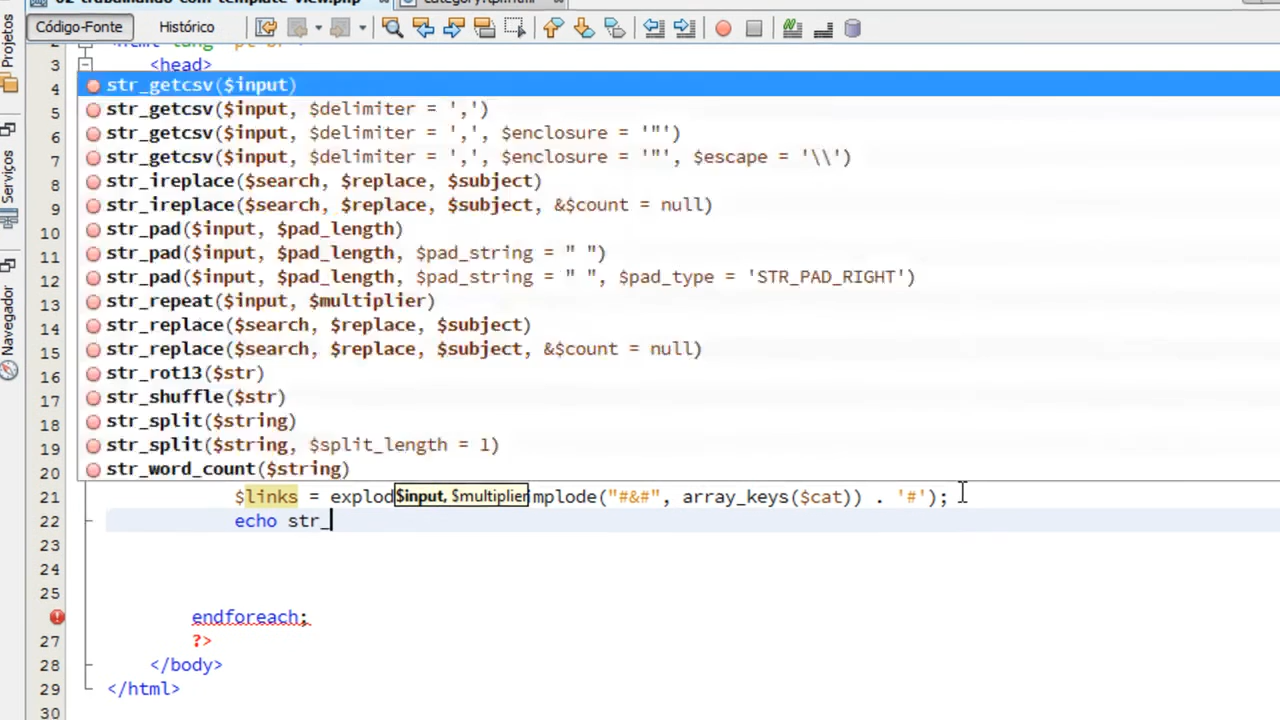 02-trabalhando-com-template-view.php
category.tpl.html
Código-Fonte
Histórico
Projetos
Serviços
Navegador
3 <head>
4 str_getcsv($input)
5 str_getcsv($input, $delimiter = ',')
6 str_getcsv($input, $delimiter = ',', $enclosure = '"')
7 str_getcsv($input, $delimiter = ',', $enclosure = '"', $escape = '\\')
8 str_ireplace($search, $replace, $subject)
9 str_ireplace($search, $replace, $subject, &$count = null)
10 str_pad($input, $pad_length)
11 str_pad($input, $pad_length, $pad_string = " ")
12 str_pad($input, $pad_length, $pad_string = " ", $pad_type = 'STR_PAD_RIGHT')
13 str_repeat($input, $multiplier)
14 str_replace($search, $replace, $subject)
15 str_replace($search, $replace, $subject, &$count = null)
16 str_rot13($str)
17 str_shuffle($str)
18 str_split($string)
19 str_split($string, $split_length = 1)
20 str_word_count($string)
21 $links = explod $input, $multiplier implode("#&#", array_keys($cat)) . '#');
22 echo str_
23
24
25
endforeach;
27 ?>
28 </body>
29 </html>
30